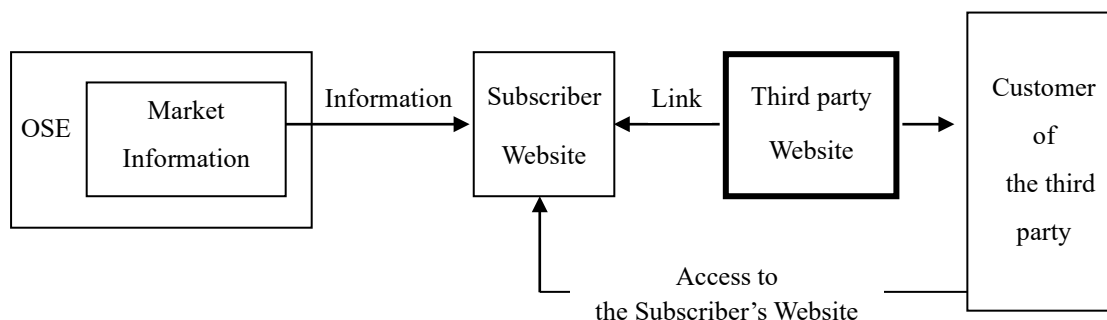 OSE
Market
Information
Information
Subscriber
Website
Link
Third party
Website
Customer
of
the third
party
Access to
the Subscriber’s Website